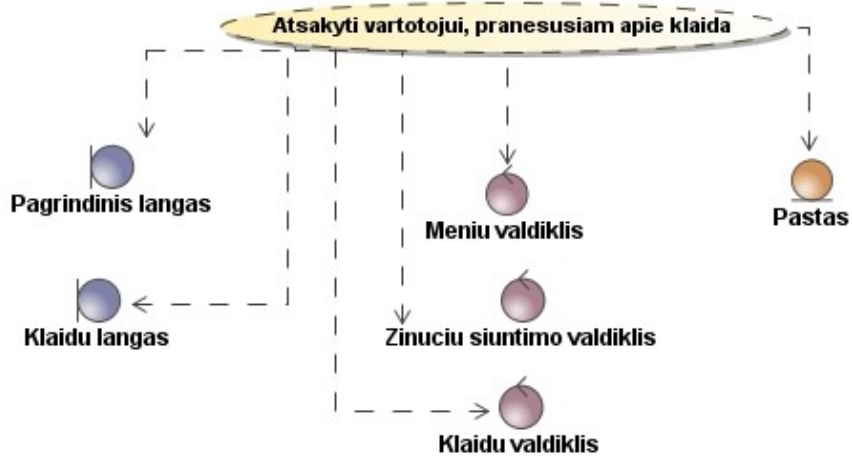 Atsakyti vartotojui, pranesusiam apie klaida
Pagrindinis langas
Meniu valdiklis
Pastas
Klaidu langas
Zinuciu siuntimo valdiklis
Klaidu valdiklis